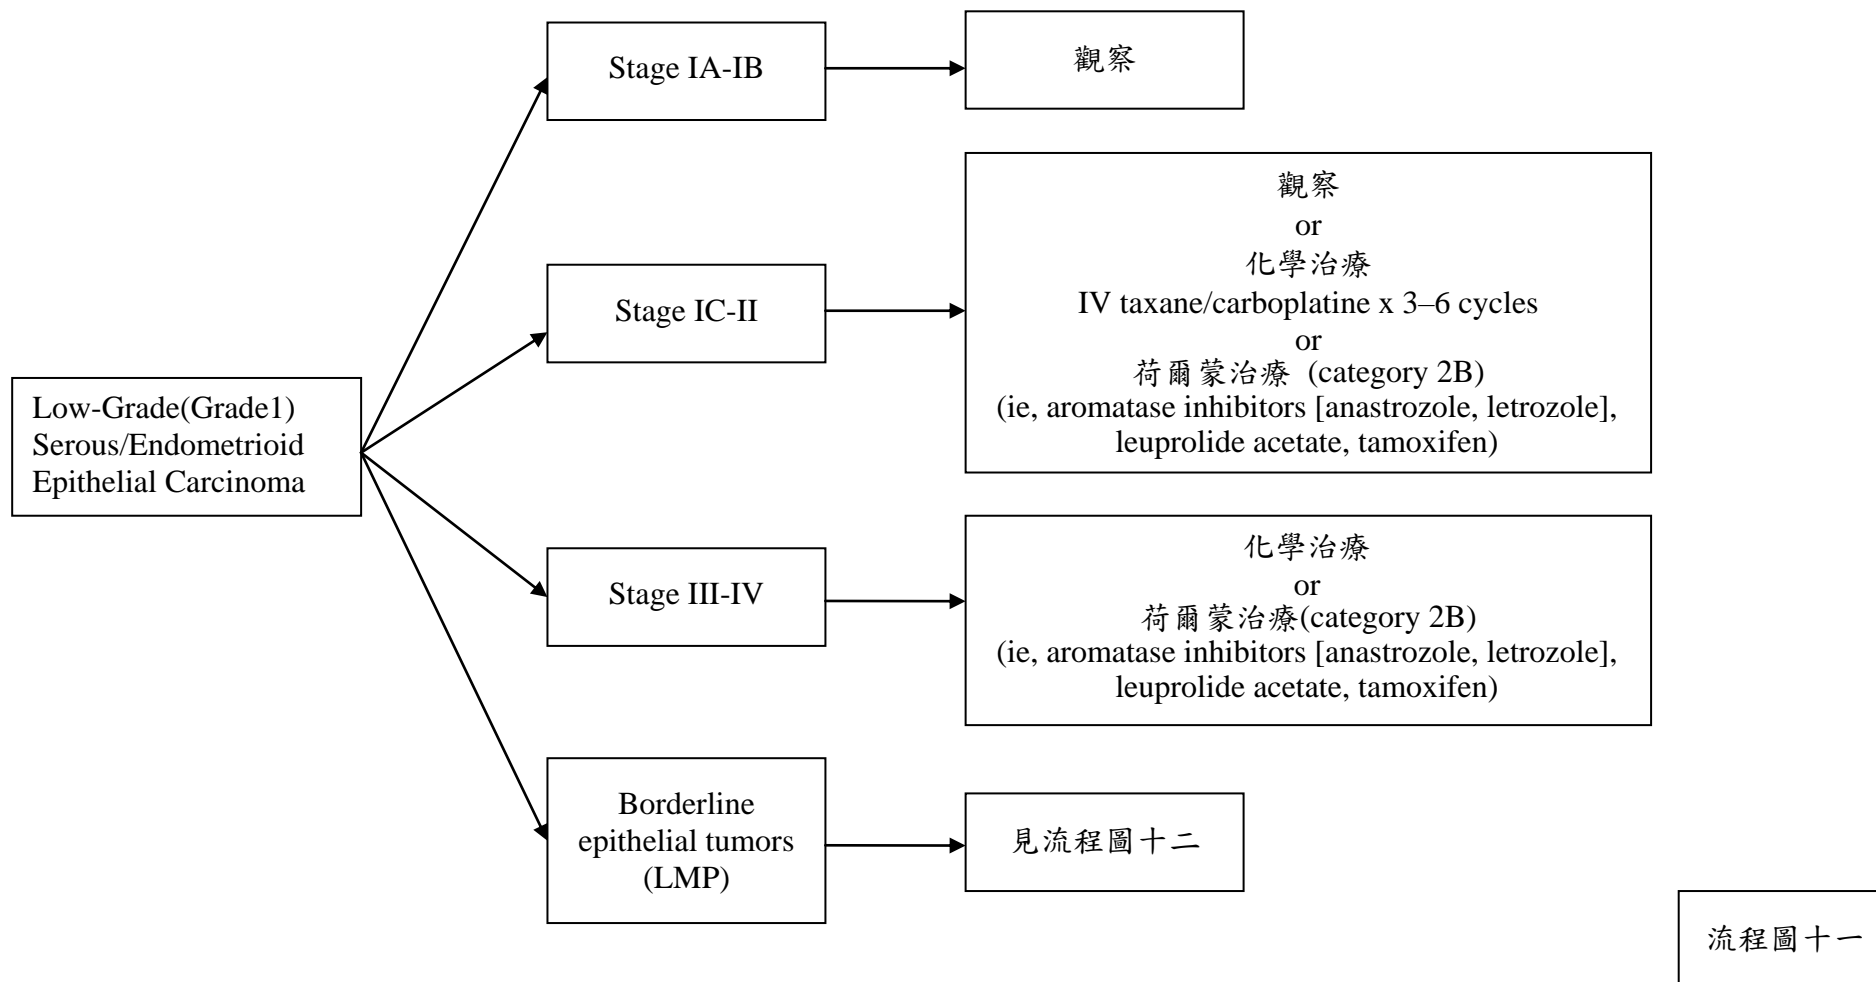 Low-Grade(Grade1)
Serous/Endometrioid
Epithelial Carcinoma
Stage IA-IB
觀察
Stage IC-II
觀察
or
化學治療
IV taxane/carboplatine x 3–6 cycles
or
荷爾蒙治療 (category 2B)
(ie, aromatase inhibitors [anastrozole, letrozole],
leuprolide acetate, tamoxifen)
Stage III-IV
化學治療
or
荷爾蒙治療(category 2B)
(ie, aromatase inhibitors [anastrozole, letrozole],
leuprolide acetate, tamoxifen)
Borderline
epithelial tumors
(LMP)
見流程圖十二
流程圖十一